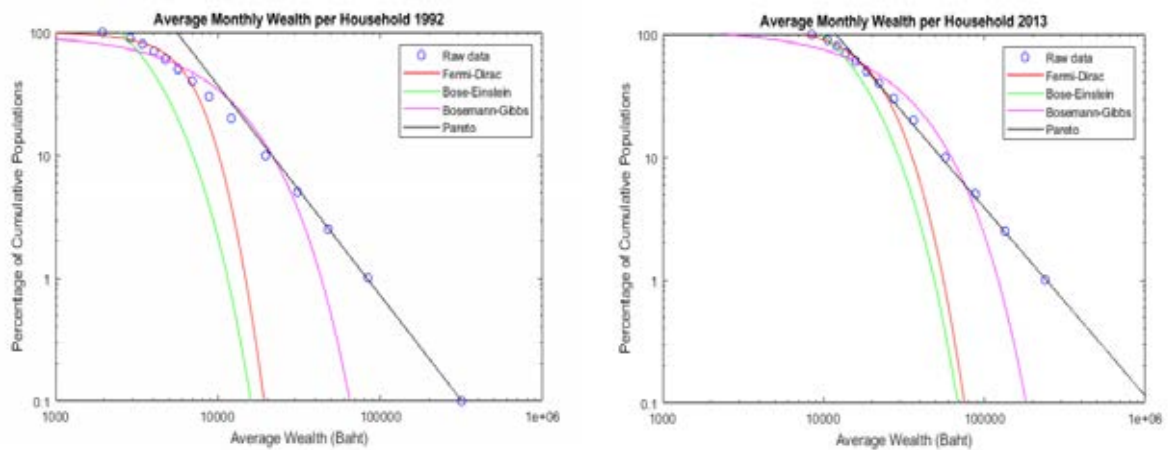 Average Monthly Wealth per Household 1992
Percentage of Cumulative Populations
100
10
1
0.1
1000
10000
100000
1e+06
Average Wealth (Baht)
Raw data
Fermi-Dirac
Bose-Einstein
Bosemann-Gibbs
Pareto
Average Monthly Wealth per Household 2013
Percentage of Cumulative Populations
100
10
1
0.1
1000
10000
100000
1e+06
Average Wealth (Baht)
Raw data
Fermi-Dirac
Bose-Einstein
Bosemann-Gibbs
Pareto